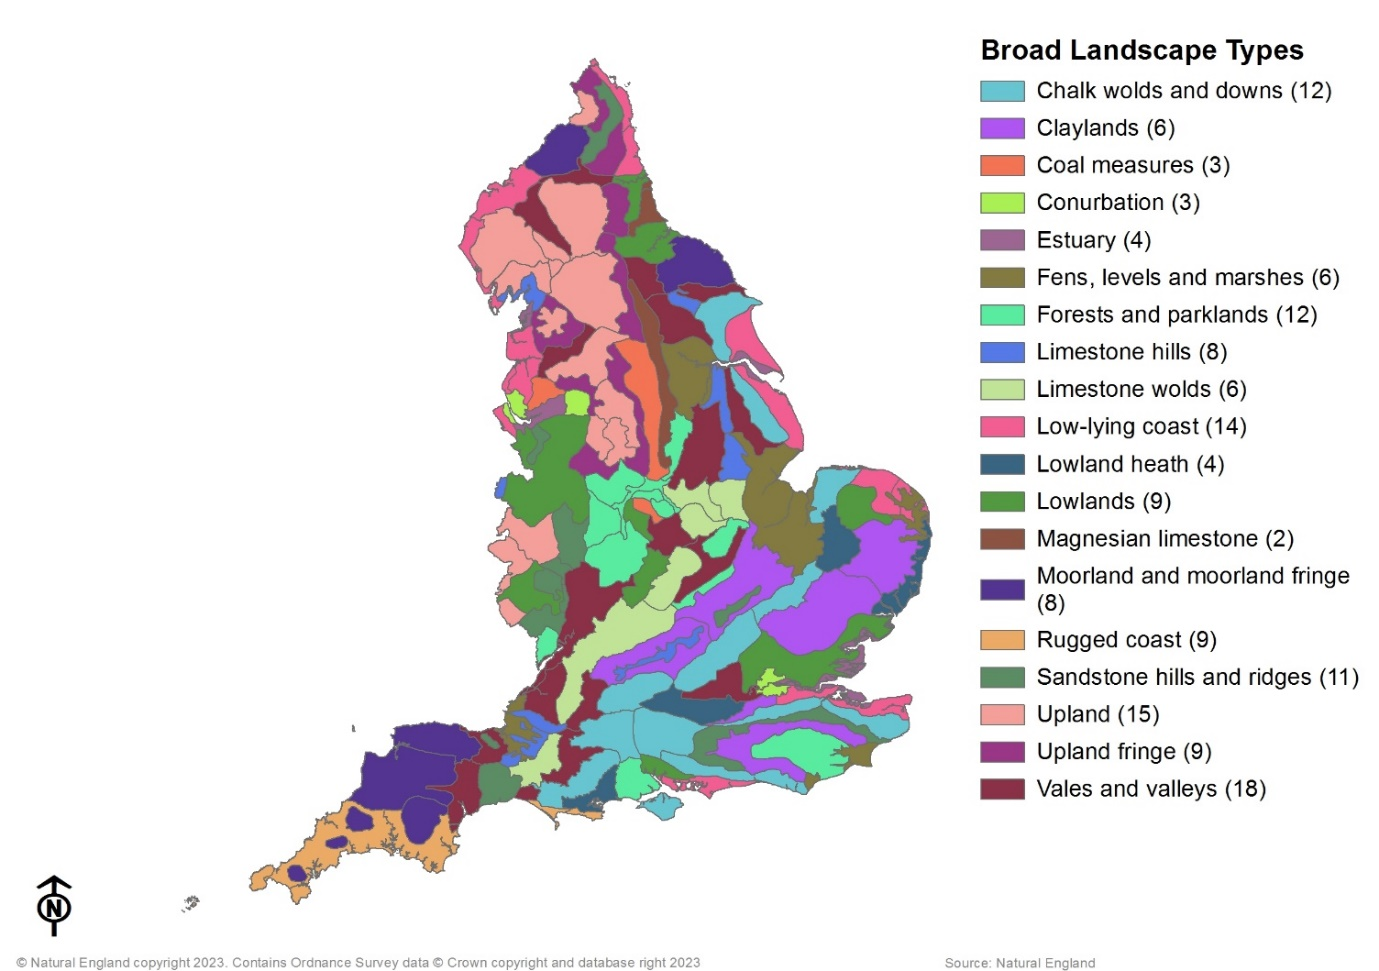 Broad Landscape Types
Chalk wolds and downs (12)
Claylands (6)
Coal measures (3)
Conurbation (3)
Estuary (4)
Fens, levels and marshes (6)
Forests and parklands (12)
Limestone hills (8)
Limestone wolds (6)
Low-lying coast (14)
Lowland heath (4)
Lowlands (9)
Magnesian limestone (2)
Moorland and moorland fringe
(8)
Rugged coast (9)
Sandstone hills and ridges (11)
Upland (15)
Upland fringe (9)
Vales and valleys (18)
N
© Natural England copyright 2023. Contains Ordnance Survey data © Crown copyright and database right 2023
Source: Natural England